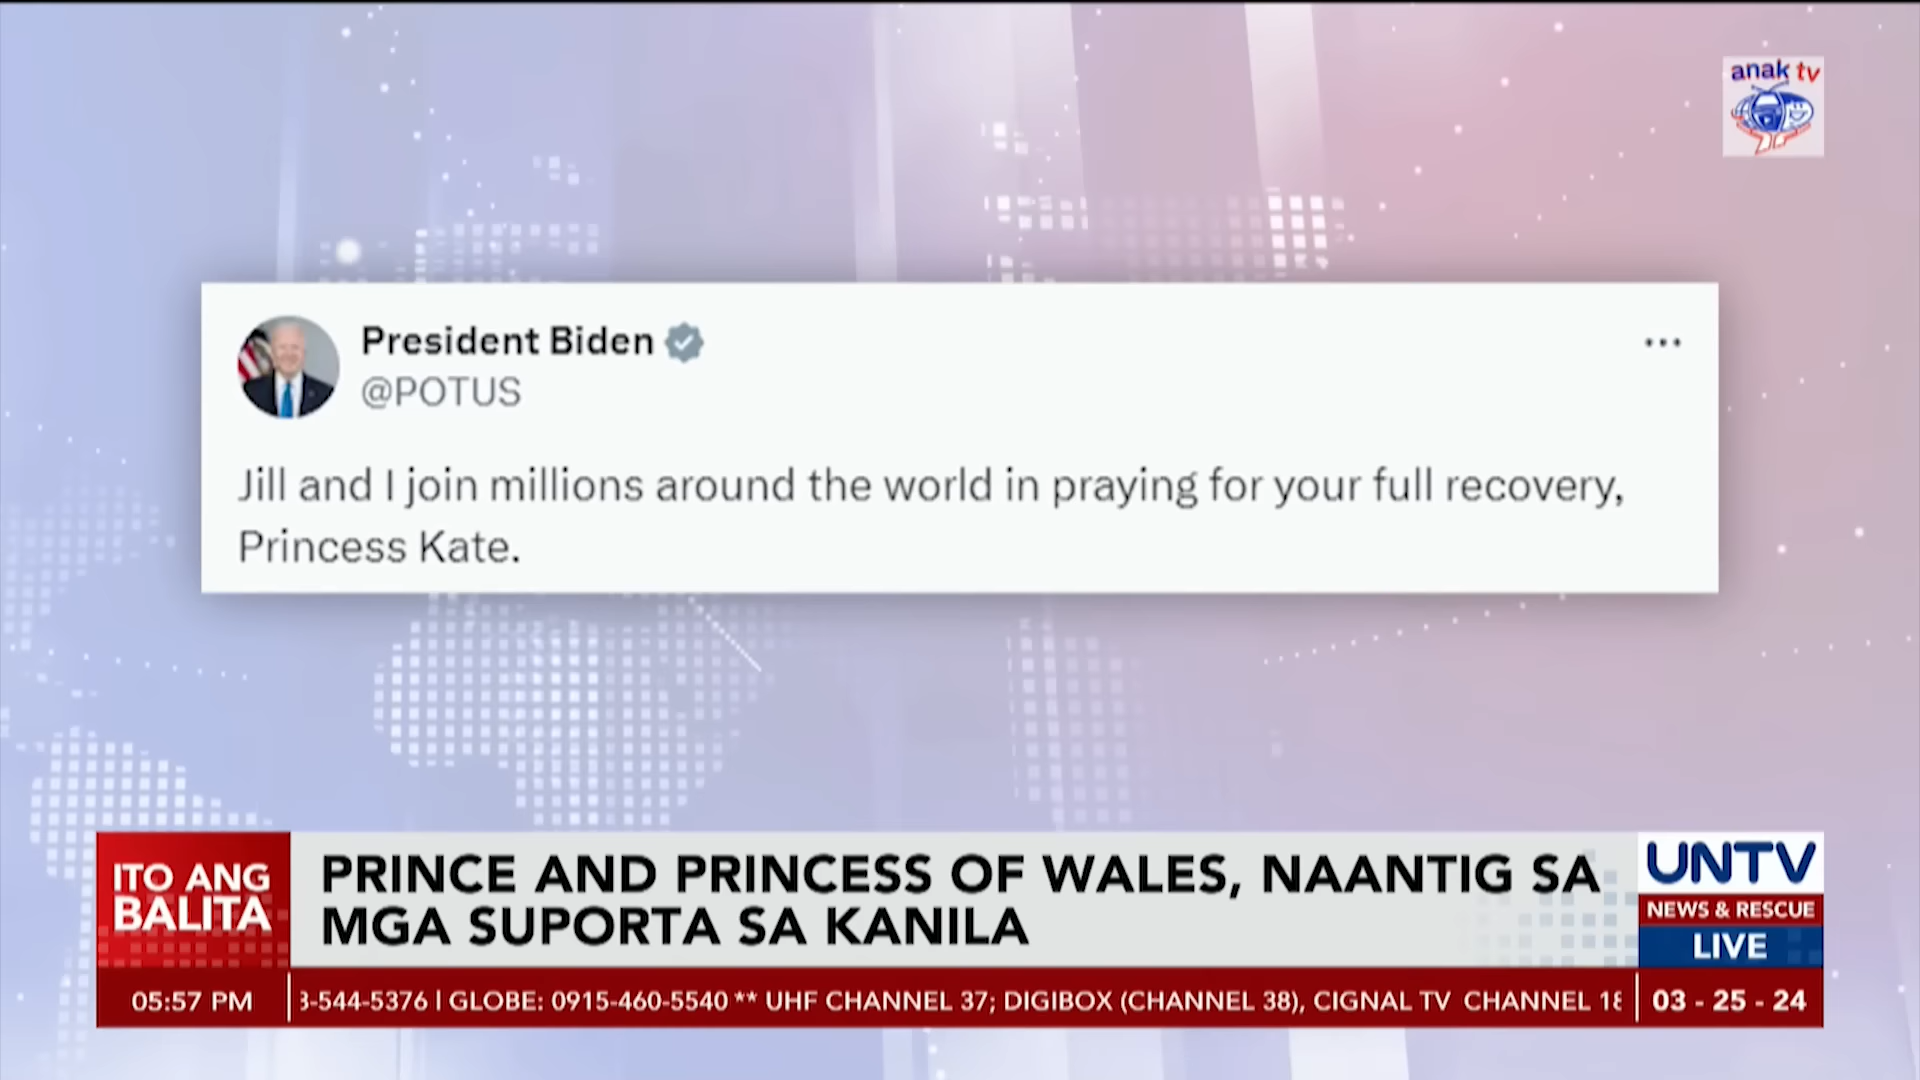 anak tv
President Biden
@POTUS
Jill and I join millions around the world in praying for your full recovery,
Princess Kate.
ITO ANG
BALITA
PRINCE AND PRINCESS OF WALES, NAANTIG SA
MGA SUPORTA SA KANILA
UNTV
NEWS & RESCUE
LIVE
05:57 PM
3-544-5376 | GLOBE: 0915-460-5540 ** UHF CHANNEL 37; DIGIBOX (CHANNEL 38), CIGNAL TV CHANNEL 18
03 - 25 - 24